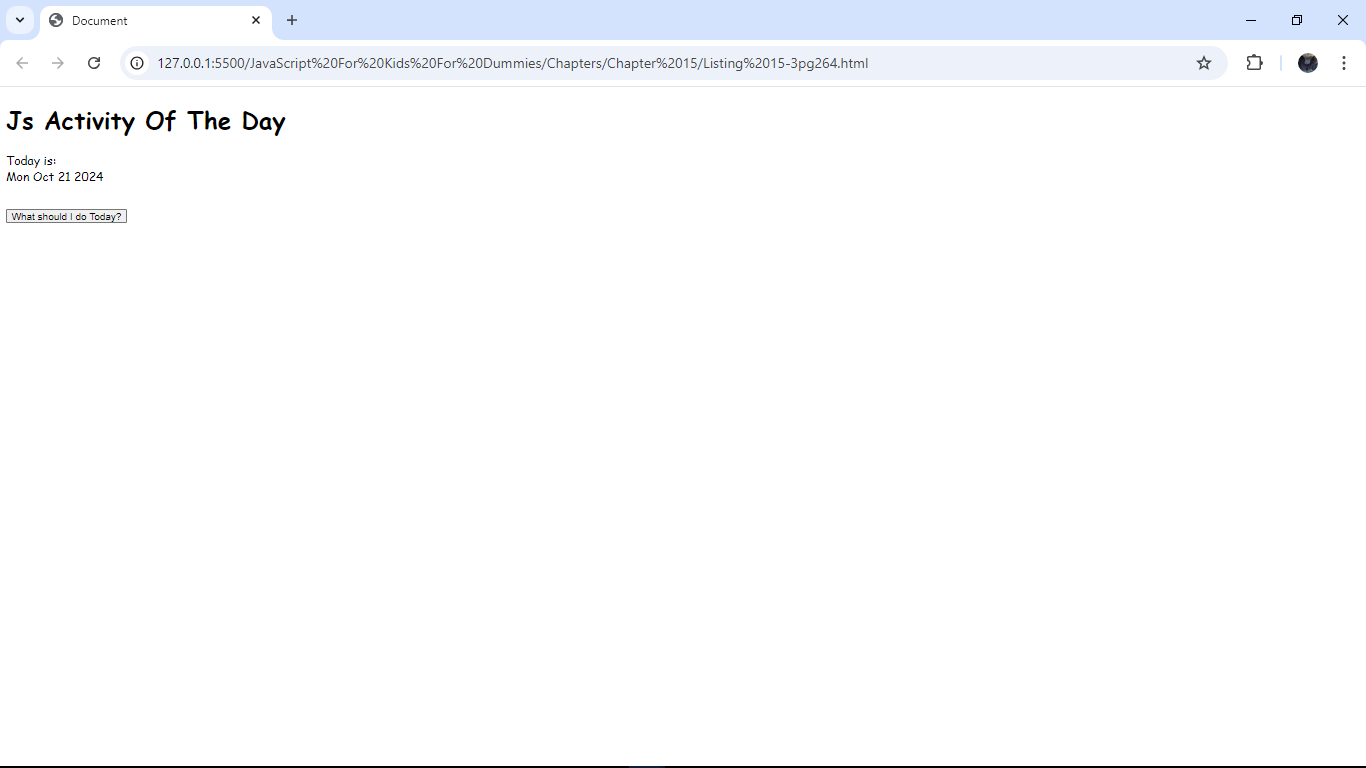 Document
127.0.0.1:5500/JavaScript%20For%20Kids%20For%20Dummies/Chapters/Chapter%2015/Listing%2015-3pg264.html
Js Activity Of The Day
Today is:
Mon Oct 21 2024
What should I do Today?